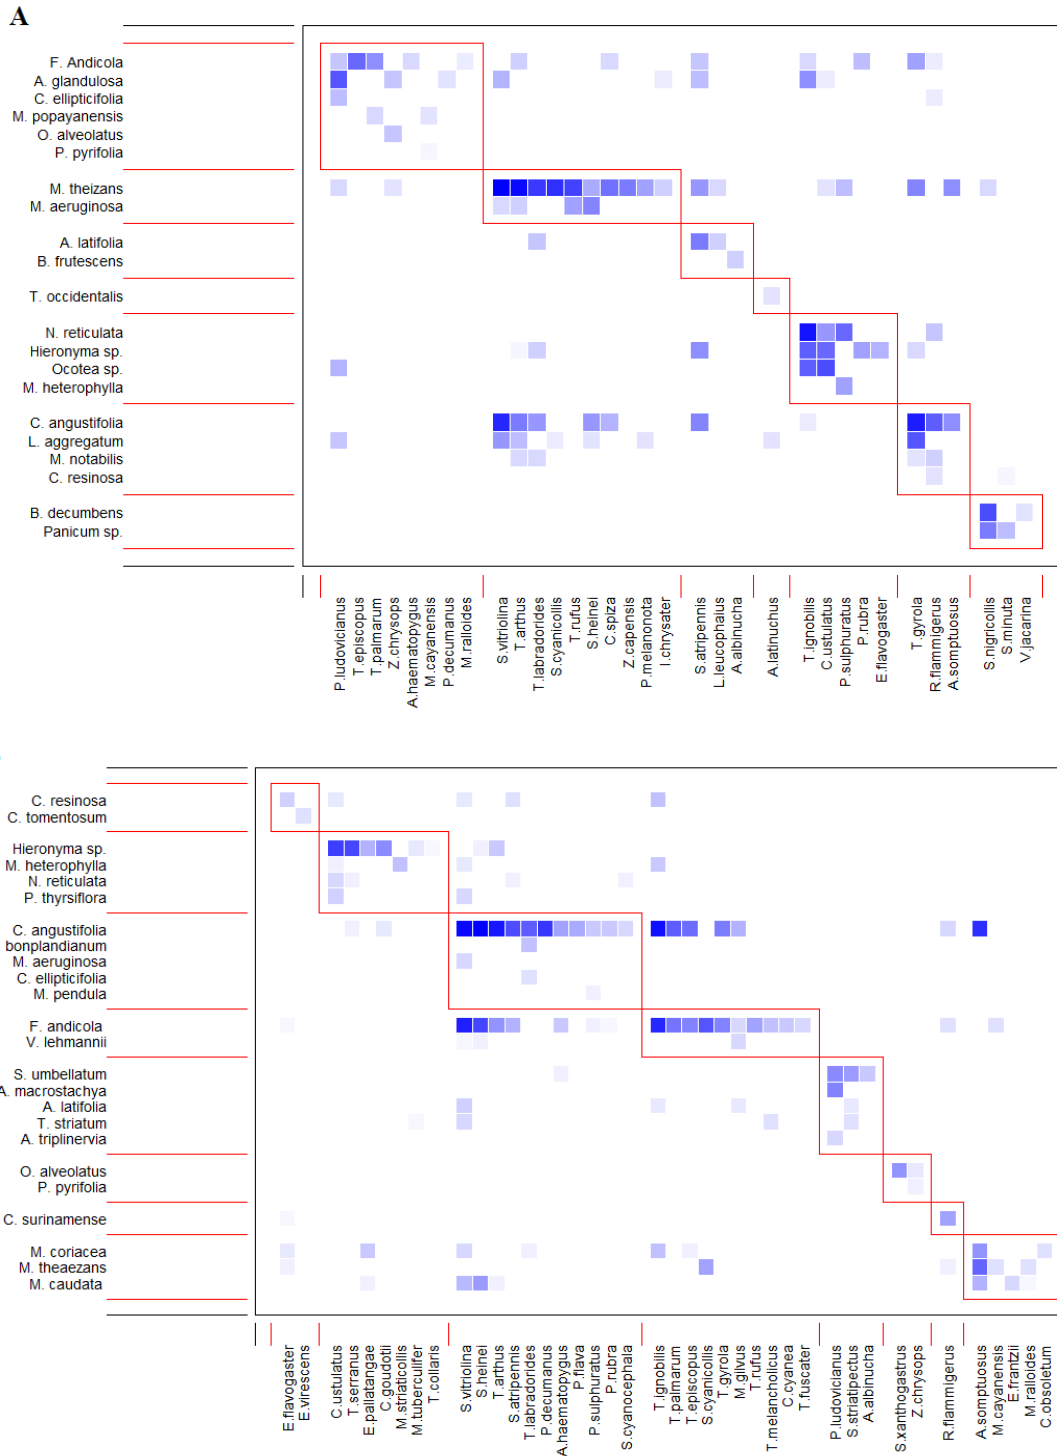 A
F. Andicola
A. glandulosa
C. ellipticifolia
M. popayanensis
O. alveolatus
P. pyrifolia
M. theizans
M. aeruginosa
A. latifolia
B. frutescens
T. occidentalis
N. reticulata
Hieronyma sp.
Ocotea sp.
M. heterophylla
C. angustifolia
L. aggregatum
M. notabilis
C. resinosa
B. decumbens
Panicum sp.
P.ludovicianus
T.episcopus
T.palmarum
Z.chrysops
A.haematopygus
M.cayanensis
P.decumanus
M.ralloides
S.vitriolina
T.arthus
T.labradorides
S.cyanicollis
T.rufus
S.heinei
C.spiza
Z.capensis
P.melanonota
I.chrysater
S.atripennis
L.leucophaius
A.albinucha
A.latinuchus
T.ignobilis
C.ustulatus
P.sulphuratus
P.rubra
E.flavogaster
T.gyrola
R.flammigerus
A.somptuosus
S.nigricollis
S.minuta
V.jacarina
C. resinosa
C. tomentosum
Hieronyma sp.
M. heterophylla
N. reticulata
P. thyrsiflora
C. angustifolia
bonplandianum
M. aeruginosa
C. ellipticifolia
M. pendula
F. andicola
V. lehmannii
S. umbellatum
A. macrostachya
A. latifolia
T. striatum
A. triplinervia
O. alveolatus
P. pyrifolia
C. surinamense
M. coriacea
M. theaezans
M. caudata
E.flavogaster
E.virescens
C.ustulatus
T.serranus
E.pallatangae
C.goudotii
M.striaticollis
M.tuberculifer
T.collaris
S.vitriolina
S.heinei
T.arthus
S.atripennis
T.labradorides
P.decumanus
A.haematopygus
P.flava
P.sulphuratus
P.rubra
S.cyanocephala
T.ignobilis
T.palmarum
T.episcopus
S.cyanicollis
T.gyrola
M.glivus
T.rufus
T.melancholicus
C.cyanea
T.fuscater
P.ludovicianus
S.striatipectus
A.albinucha
S.xanthogastrus
Z.chrysops
R.flammigerus
A.somptuosus
M.cayanensis
E.frantzii
M.ralloides
C.obsoletum